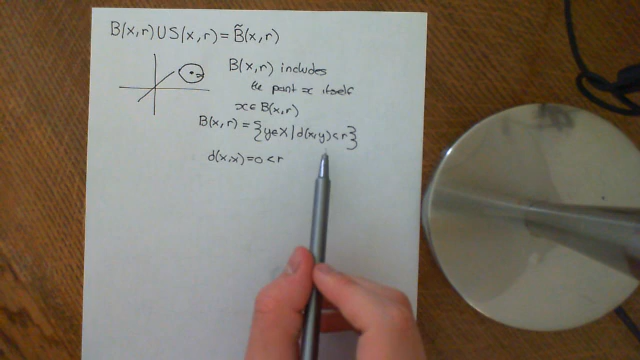 B(x,r) U S(x,r) = B̃(x,r)
B(x,r) includes
the point x itself
x ∈ B(x,r)
B(x,r) = {y∈X | d(x,y) < r}
d(x,x) = 0 < r